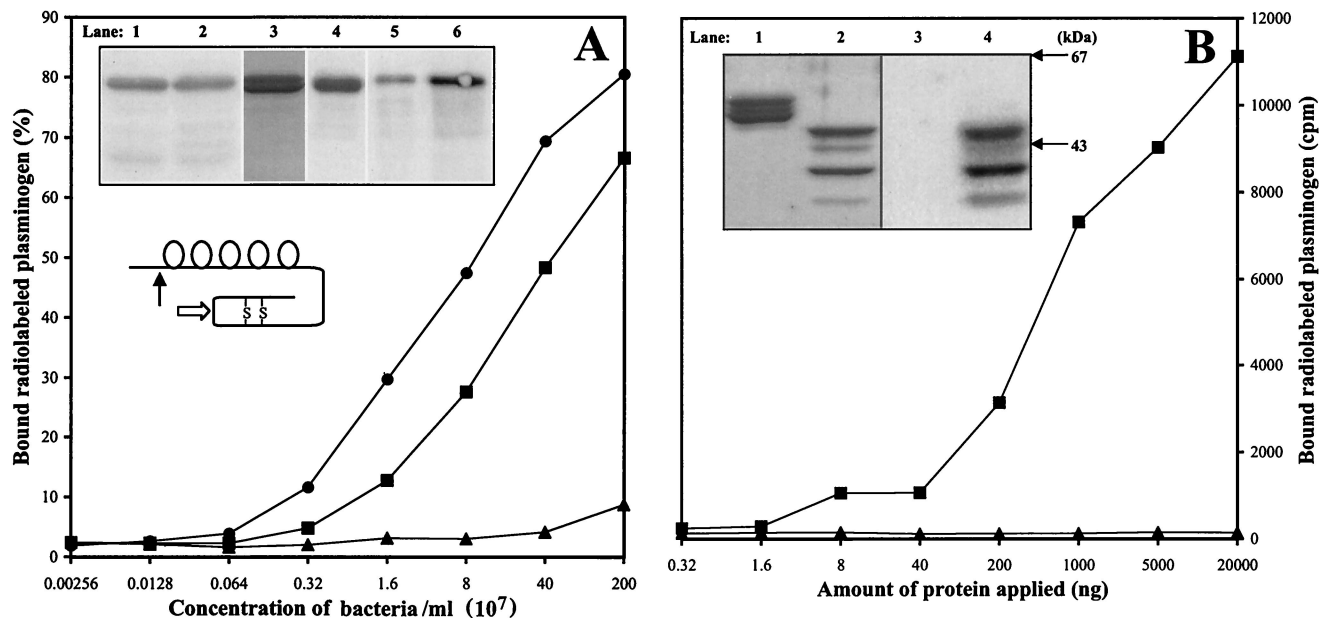 A
Lane: 1 2 3 4 5 6
90
80
70
60
50
40
30
20
10
0
Bound radiolabeled plasminogen (%)
S S
0.00256 0.0128 0.064 0.32 1.6 8 40 200
Concentration of bacteria/ml (10⁷)
B
Lane: 1 2 3 4 (kDa)
67
43
12000
10000
8000
6000
4000
2000
0
Bound radiolabeled plasminogen (cpm)
0.32 1.6 8 40 200 1000 5000 20000
Amount of protein applied (ng)